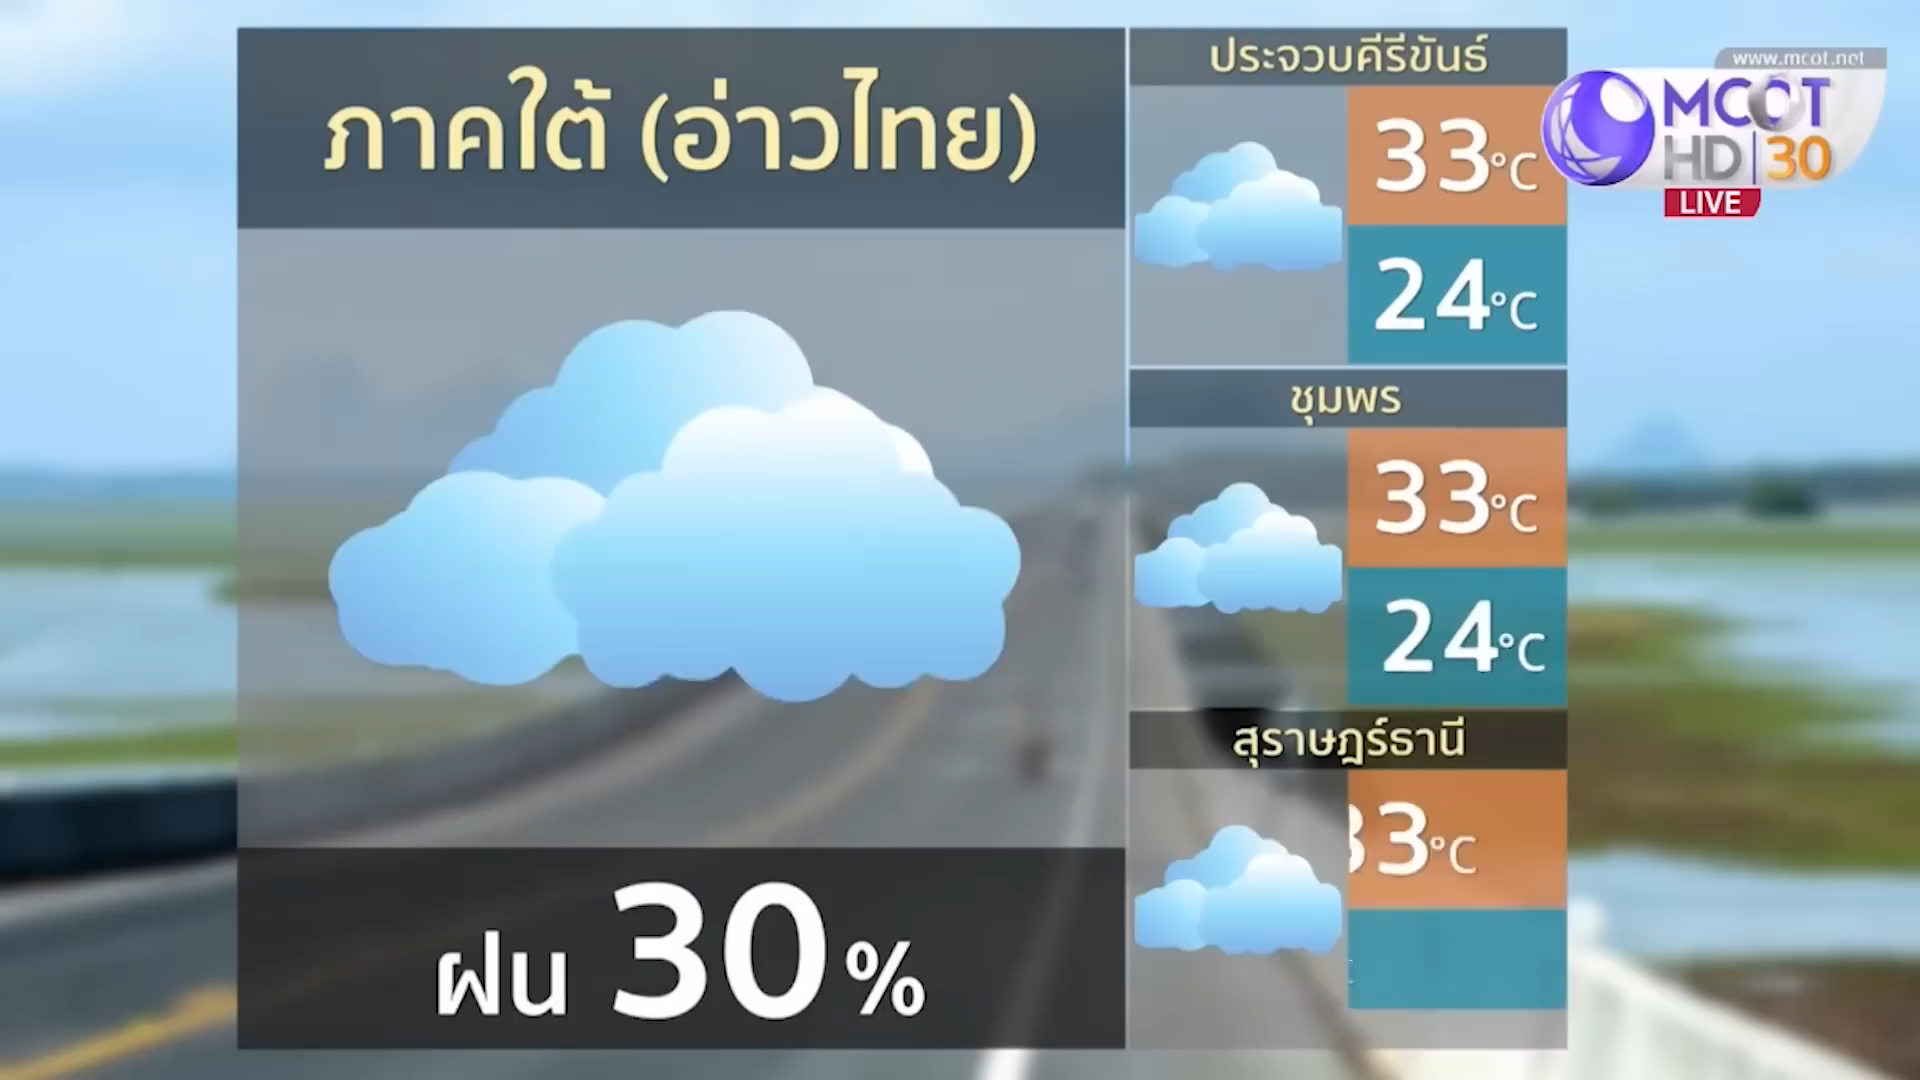 ภาคใต้ (อ่าวไทย)
ฝน 30 %
ประจวบคีรีขันธ์
33°C
24°C
ชุมพร
33°C
24°C
สุราษฎร์ธานี
33°C
www.mcot.net
MCOT
HD 30
LIVE